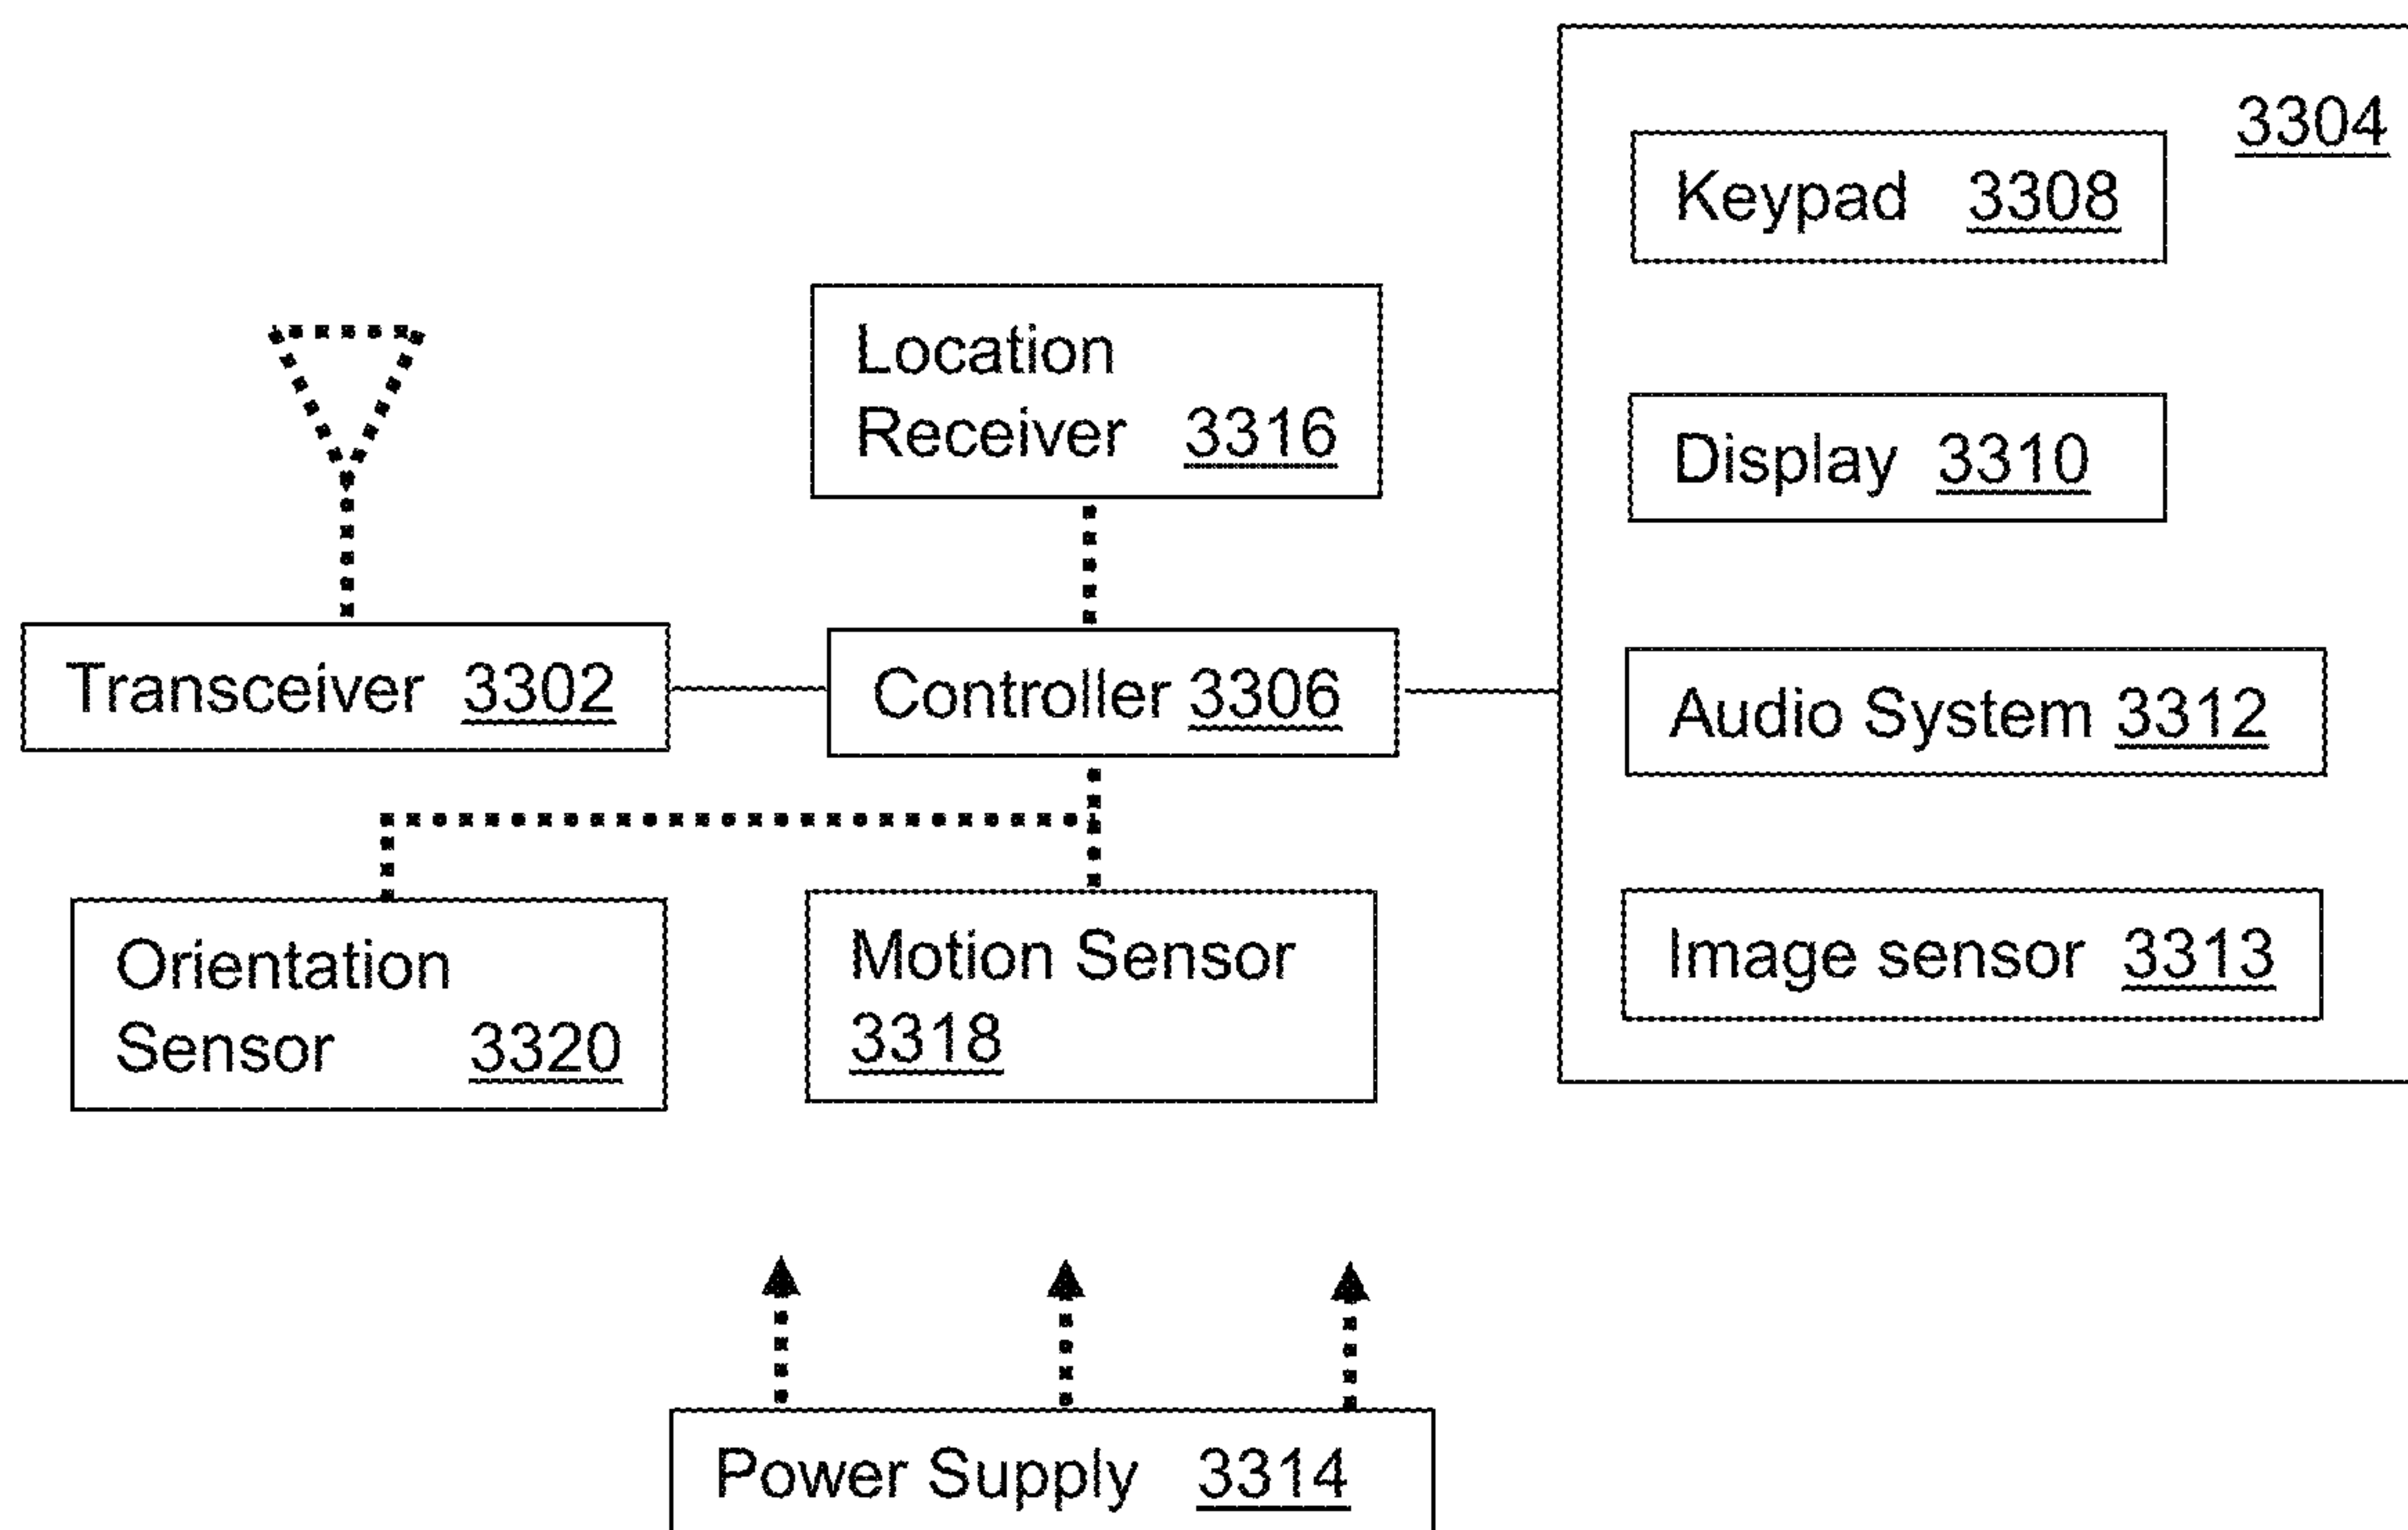 3304
Keypad 3308
Location
Receiver 3316
Display 3310
Transceiver 3302
Controller 3306
Audio System 3312
Orientation
Sensor 3320
Motion Sensor
3318
Image sensor 3313
Power Supply 3314